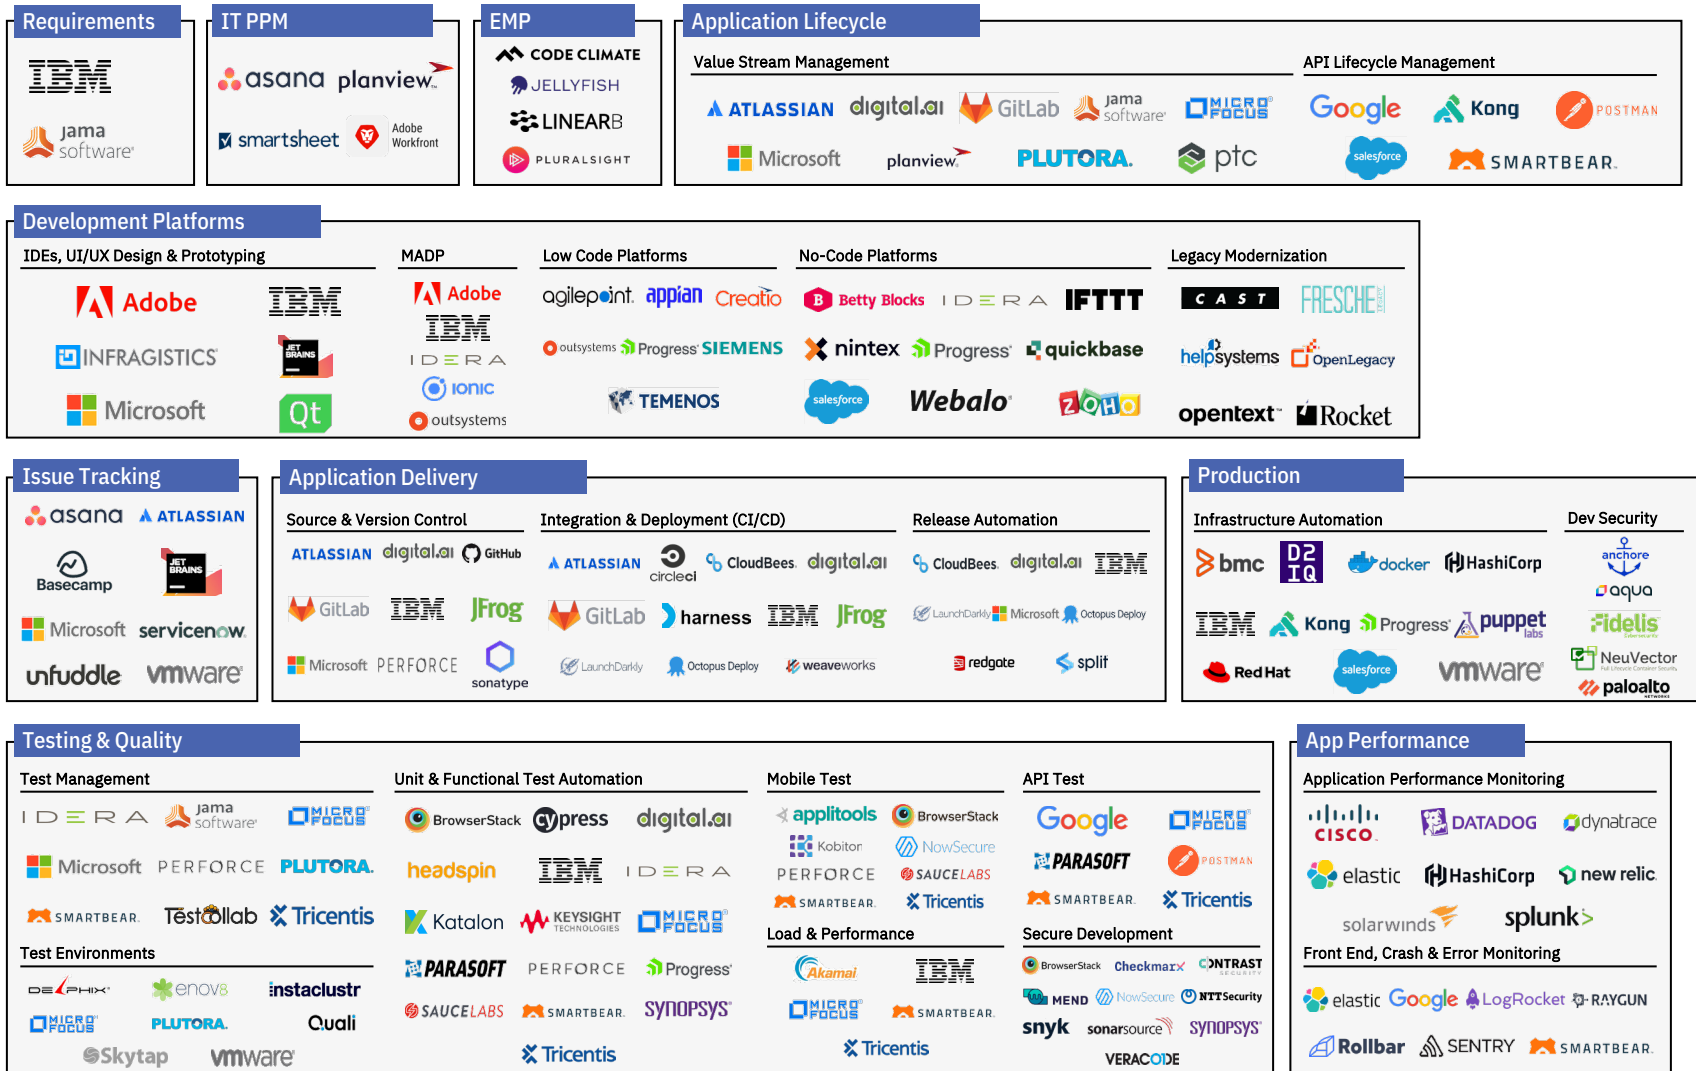 Requirements
IBM
jama software
IT PPM
asana planview
smartsheet Adobe Workfront
EMP
CODE CLIMATE
JELLYFISH
LINEARB
PLURALSIGHT
Application Lifecycle
Value Stream Management
ATLASSIAN digital.ai GitLab jama software MICRO FOCUS
Microsoft planview PLUTORA. ptc
API Lifecycle Management
Google Kong POSTMAN
salesforce SMARTBEAR
Development Platforms
IDEs, UI/UX Design & Prototyping
Adobe IBM
INFRAGISTICS JET BRAINS
Microsoft Qt
MADP
Adobe
IBM
IDERA
IONIC
outsystems
Low Code Platforms
agilepoint. appian Creatio
outsystems Progress SIEMENS
TEMENOS
No-Code Platforms
B Betty Blocks IDERA IFTTT
nintex Progress quickbase
salesforce Webalo ZOHO
Legacy Modernization
CAST FRESCHE LEGACY
helpsystems OpenLegacy
opentext™ Rocket
Issue Tracking
asana ATLASSIAN
Basecamp JET BRAINS
Microsoft servicenow.
unfuddle vmware
Application Delivery
Source & Version Control
ATLASSIAN digital.ai GitHub
GitLab IBM JFrog
Microsoft PERFORCE sonatype
Integration & Deployment (CI/CD)
ATLASSIAN circleci CloudBees. digital.ai
GitLab harness IBM JFrog
LaunchDarkly Octopus Deploy weaveworks
Release Automation
CloudBees. digital.ai IBM
LaunchDarkly Microsoft Octopus Deploy
redgate split
Production
Infrastructure Automation
bmc D2 IQ docker HashiCorp
IBM Kong Progress puppet labs
Red Hat salesforce vmware
Dev Security
anchore
aqua
Fidelis Cybersecurity
NeuVector
Full Lifecycle Container Security
paloalto NETWORKS
Testing & Quality
Test Management
IDERA jama software MICRO FOCUS
Microsoft PERFORCE PLUTORA.
SMARTBEAR. TestCollab Tricentis
Test Environments
DELPHIX enov8 instaclustr
MICRO FOCUS PLUTORA. Quali
Skytap vmware
Unit & Functional Test Automation
BrowserStack cypress digital.ai
headspin IBM IDERA
Katalon KEYSIGHT TECHNOLOGIES MICRO FOCUS
PARASOFT PERFORCE Progress
SAUCELABS SMARTBEAR. SYNOPSYS
Tricentis
Mobile Test
applitools BrowserStack
Kobiton NowSecure
PERFORCE SAUCELABS
SMARTBEAR. Tricentis
Load & Performance
Akamai IBM
MICRO FOCUS SMARTBEAR.
Tricentis
API Test
Google MICRO FOCUS
PARASOFT POSTMAN
SMARTBEAR. Tricentis
Secure Development
BrowserStack Checkmarx CONTRAST SECURITY
MEND NowSecure NTTSecurity
snyk sonarsource SYNOPSYS
VERACODE
App Performance
Application Performance Monitoring
CISCO DATADOG dynatrace
elastic HashiCorp new relic.
solarwinds splunk>
Front End, Crash & Error Monitoring
elastic Google LogRocket RAYGUN
Rollbar SENTRY SMARTBEAR.